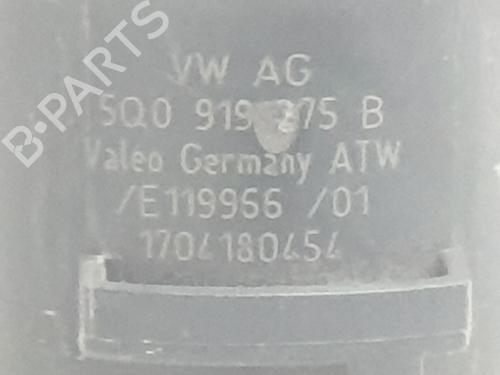 B-PARTS
VW AG
5Q0 919 275 B
Valeo Germany ATW
/E119966 /01
1704180454